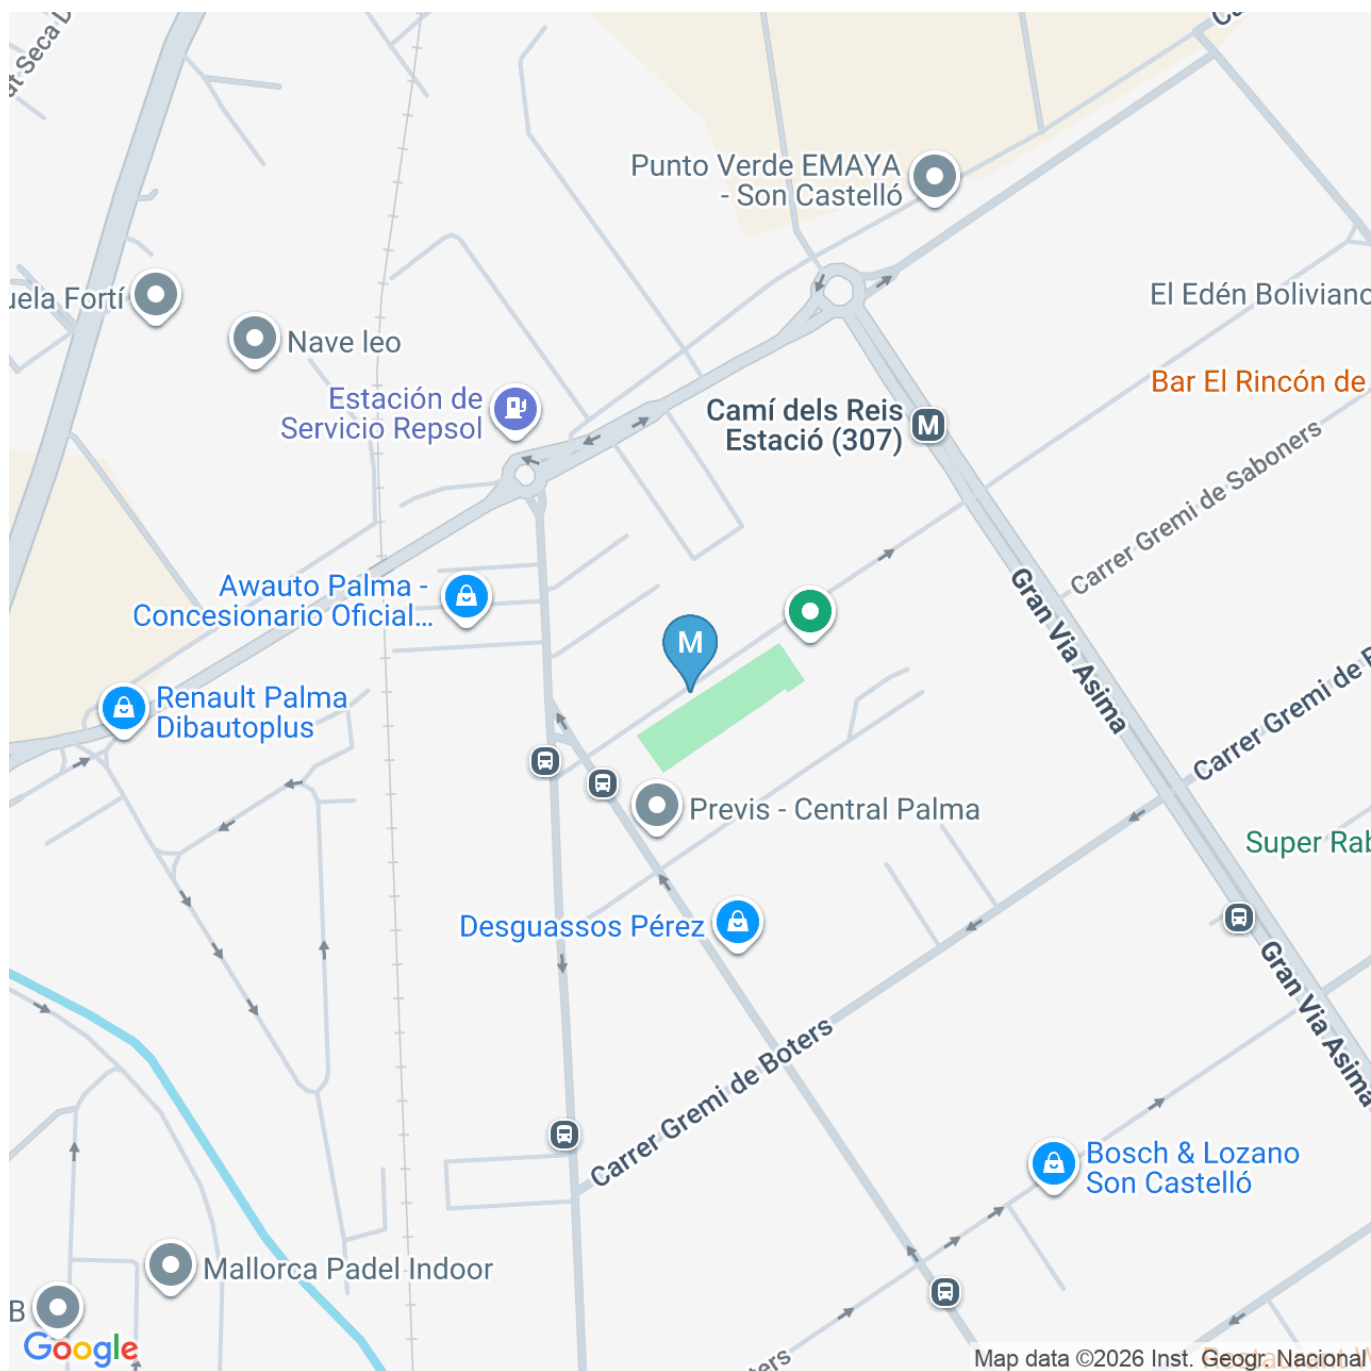 Punto Verde EMAYA
- Son Castelló
uela Fortí
El Edén Boliviano
Nave leo
Estación de
Servicio Repsol
Bar El Rincón de
Camí dels Reis
Estació (307)
M
Carrer Gremi de Saboners
Awauto Palma -
Concesionario Oficial...
Gran Via Asima
M
Renault Palma
Dibautoplus
Carrer Gremi de
Previs - Central Palma
Super Rab
Desguassos Pérez
Gran Via Asima
Carrer Gremi de Boters
Bosch & Lozano
Son Castelló
Mallorca Padel Indoor
B
Google
Map data ©2026 Inst. Geogr. Nacional